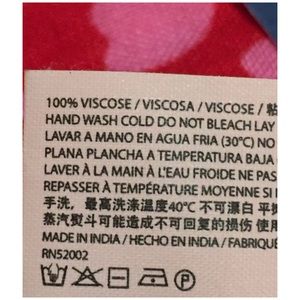 100% VISCOSE / VISCOSA / VISCOSE / 粘
HAND WASH COLD DO NOT BLEACH LAY
LAVAR A MANO EN AGUA FRIA (30°C) NO
PLANA PLANCHA A TEMPERATURA BAJA
LAVER À LA MAIN À L'EAU FROIDE NE PAS
REPASSER À TEMPÉRATURE MOYENNE SI
手洗，最高洗涤温度40℃ 不可漂白 平
蒸汽熨斗可能造成不可回复的损伤 使
MADE IN INDIA / HECHO EN INDIA / FABRIQUÉ
RN52002